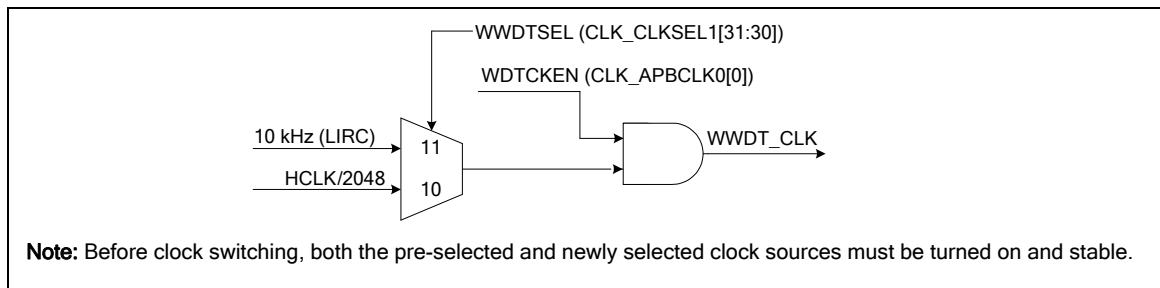 WWDTSEL (CLK_CLKSEL1[31:30])
WDTCKEN (CLK_APBCLK0[0])
10 kHz (LIRC)
11
WWDT_CLK
HCLK/2048
10
Note: Before clock switching, both the pre-selected and newly selected clock sources must be turned on and stable.